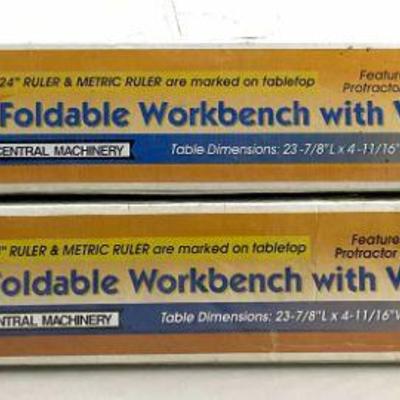 24" RULER & METRIC RULER are marked on tabletop
Feature
Protractor
Foldable Workbench with V
CENTRAL MACHINERY
Table Dimensions: 23-7/8"L x 4-11/16"
" RULER & METRIC RULER are marked on tabletop
Feature
Protractor
oldable Workbench with V
NTRAL MACHINERY
Table Dimensions: 23-7/8"L x 4-11/16"W